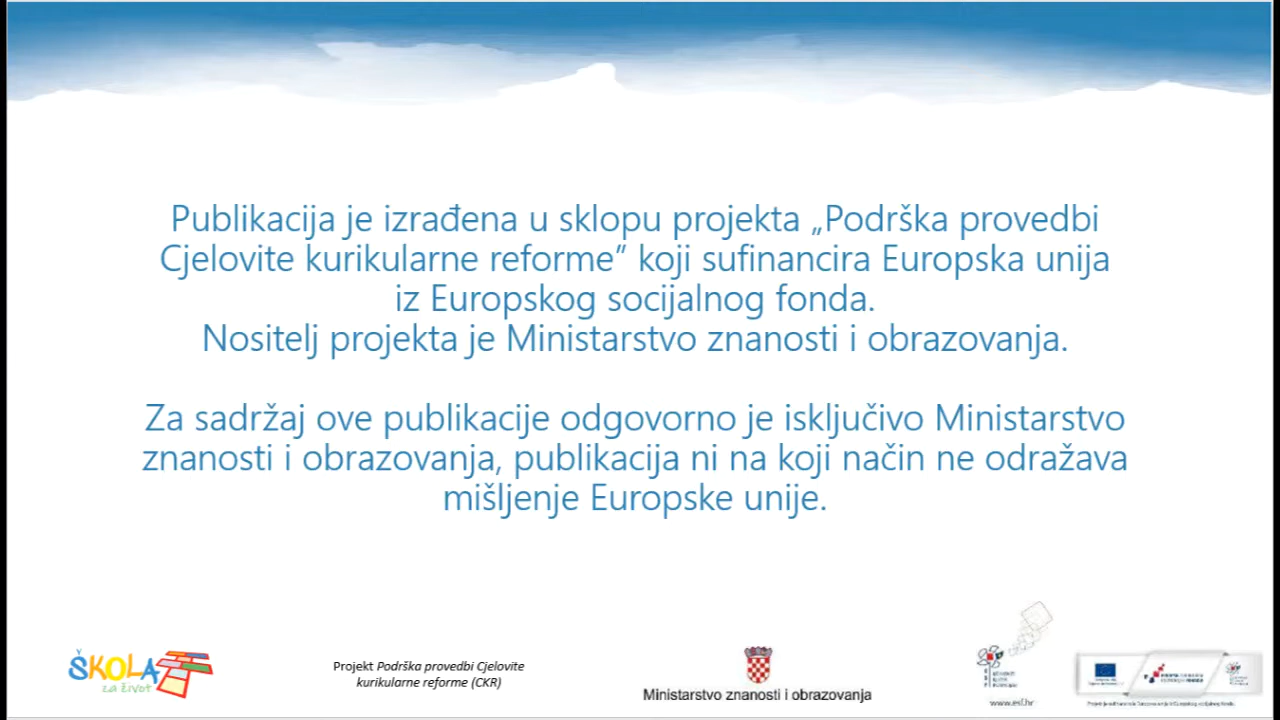 Publikacija je izrađena u sklopu projekta „Podrška provedbi
Cjelovite kurikularne reforme” koji sufinancira Europska unija
iz Europskog socijalnog fonda.
Nositelj projekta je Ministarstvo znanosti i obrazovanja.
Za sadržaj ove publikacije odgovorno je isključivo Ministarstvo
znanosti i obrazovanja, publikacija ni na koji način ne odražava
mišljenje Europske unije.
ŠKOLA
za život
Projekt Podrška provedbi Cjelovite
kurikularne reforme (CKR)
Ministarstvo znanosti i obrazovanja
www.esf.hr